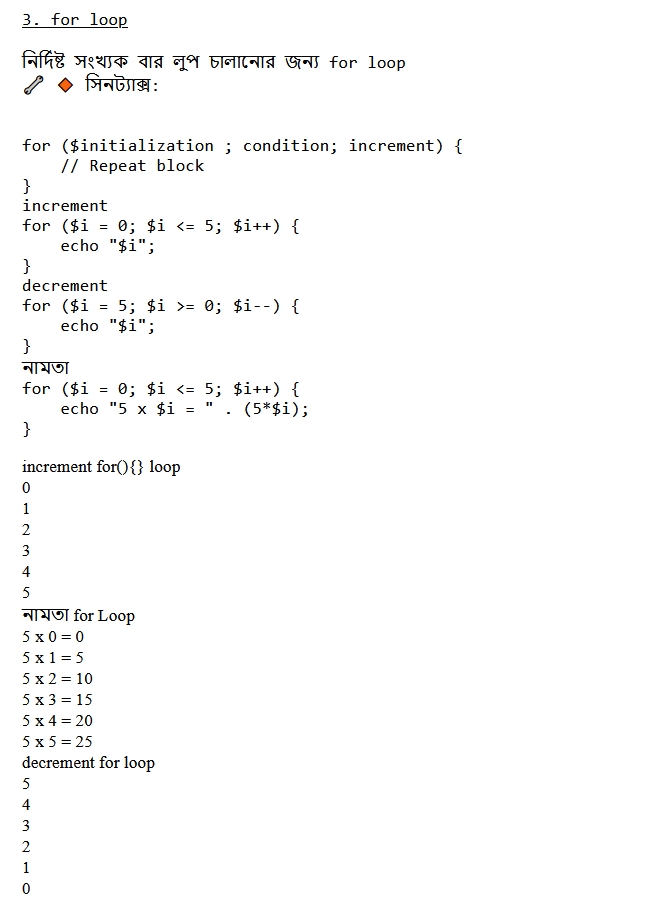 3. for loop
নির্দিষ্ট সংখ্যক বার লুপ চালানোর জন্য for loop
🔧 🔸 সিনট্যাক্স:
for ($initialization ; condition; increment) {
    // Repeat block
}
increment
for ($i = 0; $i <= 5; $i++) {
    echo "$i";
}
decrement
for ($i = 5; $i >= 0; $i--) {
    echo "$i";
}
নামতা
for ($i = 0; $i <= 5; $i++) {
    echo "5 x $i = " . (5*$i);
}
increment for(){} loop
0
1
2
3
4
5
নামতা for Loop
5 x 0 = 0
5 x 1 = 5
5 x 2 = 10
5 x 3 = 15
5 x 4 = 20
5 x 5 = 25
decrement for loop
5
4
3
2
1
0